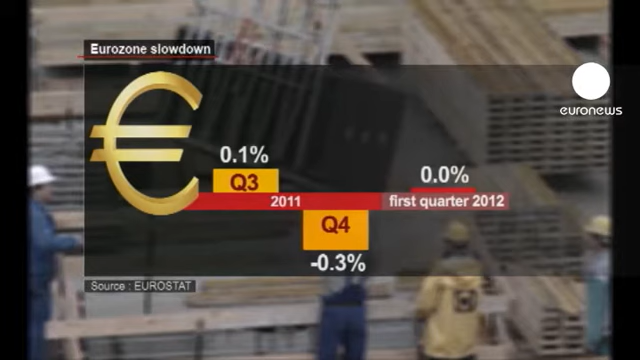 Eurozone slowdown
euronews
0.1%
0.0%
Q3
2011
first quarter 2012
Q4
-0.3%
Source : EUROSTAT